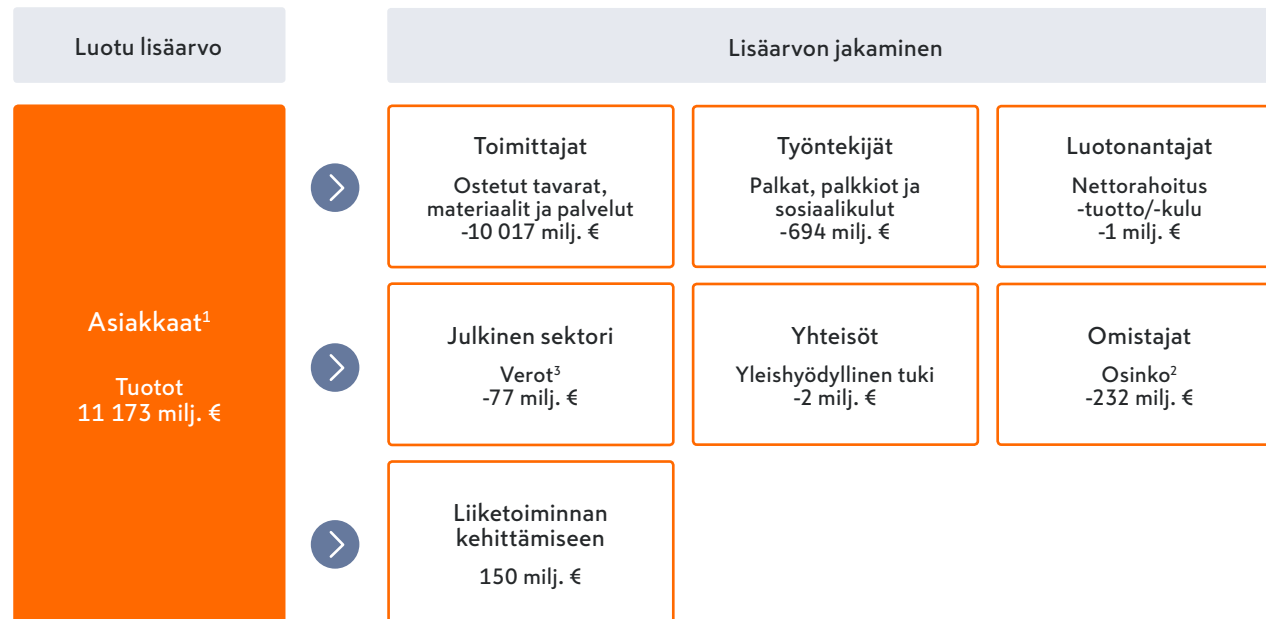 Luotu lisäarvo
Lisäarvon jakaminen
Asiakkaat¹
Tuotot
11 173 milj. €
Toimittajat
Ostetut tavarat,
materiaalit ja palvelut
-10 017 milj. €
Työntekijät
Palkat, palkkiot ja
sosiaalikulut
-694 milj. €
Luotonantajat
Nettorahoitus
-tuotto/-kulu
-1 milj. €
Julkinen sektori
Verot³
-77 milj. €
Yhteisöt
Yleishyödyllinen tuki
-2 milj. €
Omistajat
Osinko²
-232 milj. €
Liiketoiminnan
kehittämiseen
150 milj. €